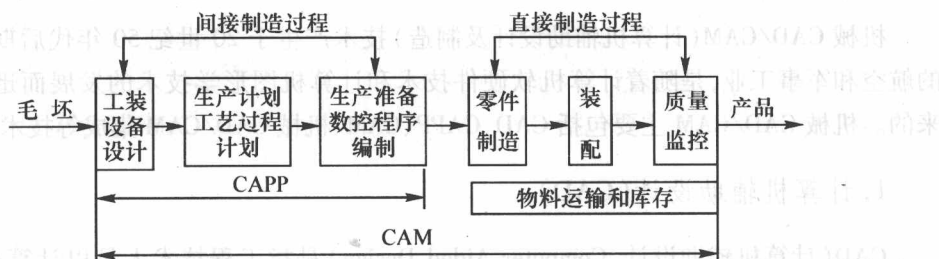 间接制造过程 直接制造过程
毛坯
工装
设备
设计
生产计划
工艺过程
计划
生产准备
数控程序
编制
零件
制造
装
配
质量
监控
产品
CAPP
物料运输和库存
CAM